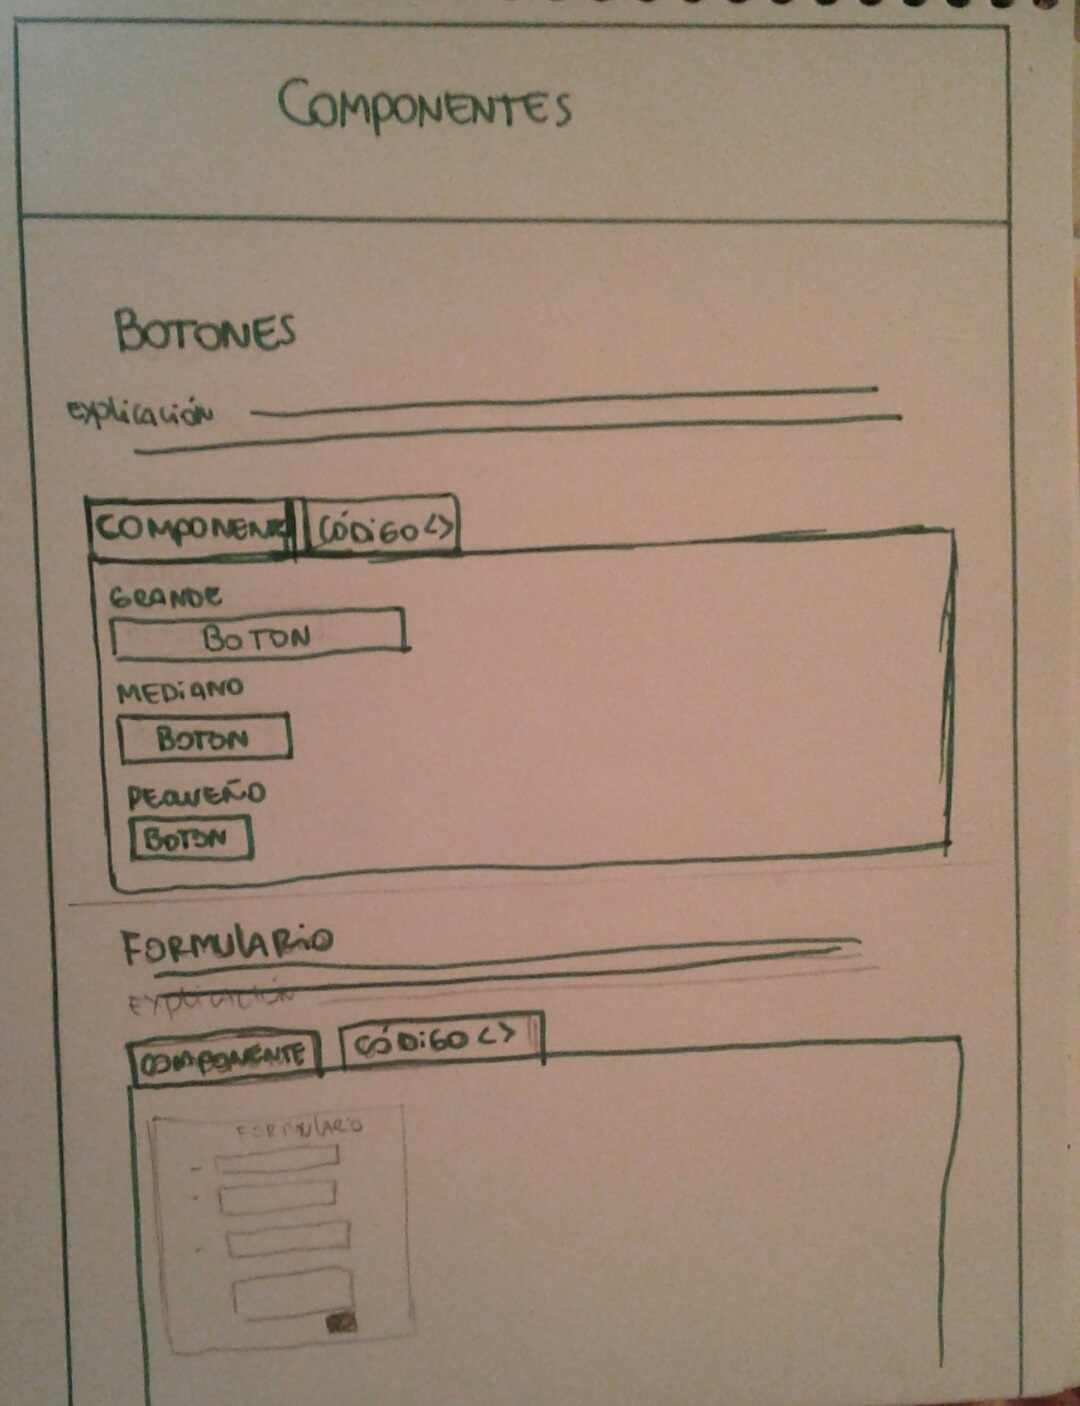 COMPONENTES
BOTONES
explicación
COMPONENTE CÓDIGO <>
GRANDE
BOTON
MEDIANO
BOTON
PEQUEÑO
BOTON
FORMULARIO
explicación
COMPONENTE CÓDIGO <>
FORMULARIO